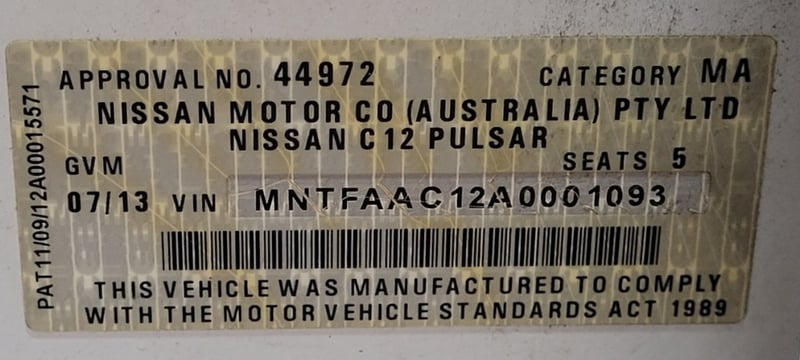 APPROVAL NO. 44972 CATEGORY MA
NISSAN MOTOR CO (AUSTRALIA) PTY LTD
NISSAN C12 PULSAR
GVM SEATS 5
07/13 VIN MNTFAAC12A0001093
THIS VEHICLE WAS MANUFACTURED TO COMPLY
WITH THE MOTOR VEHICLE STANDARDS ACT 1989
PAT11/09/12A00015571